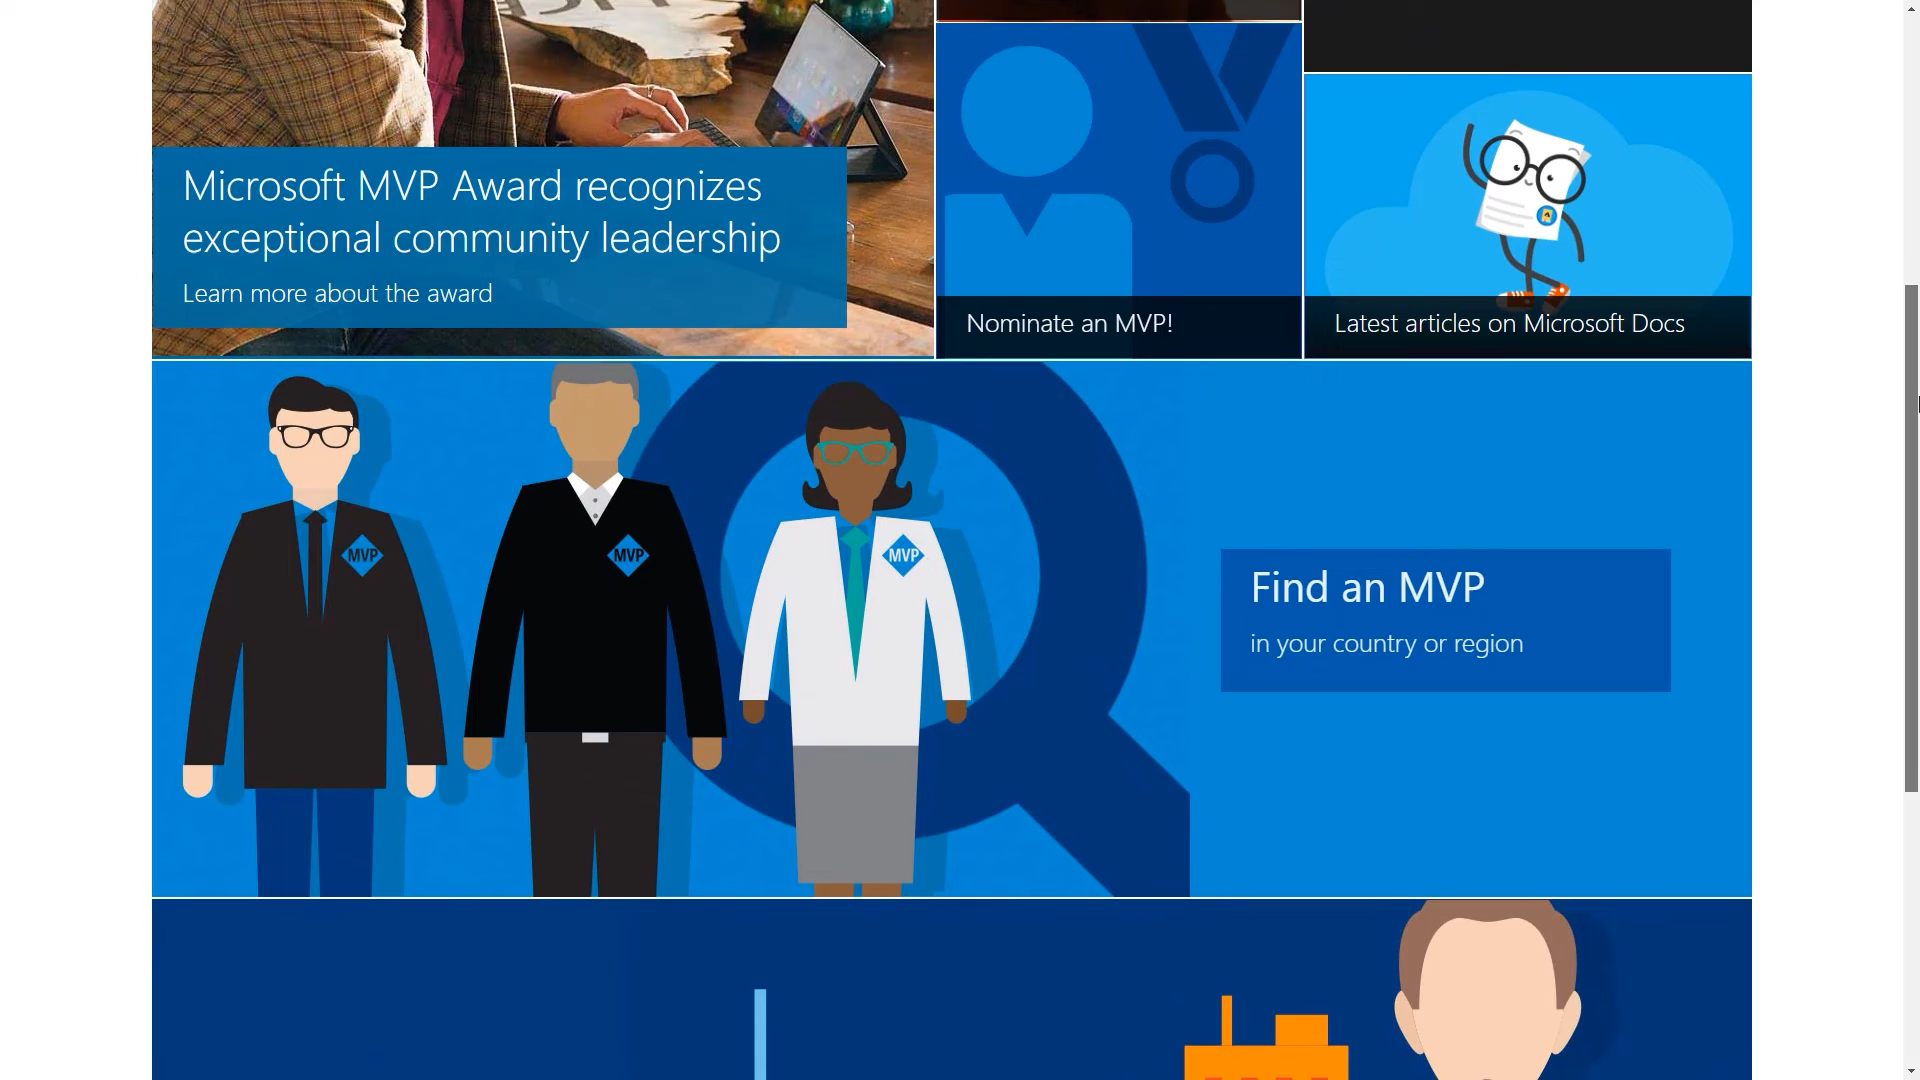 Microsoft MVP Award recognizes
exceptional community leadership
Learn more about the award
Nominate an MVP!
Latest articles on Microsoft Docs
MVP
MVP
MVP
Find an MVP
in your country or region